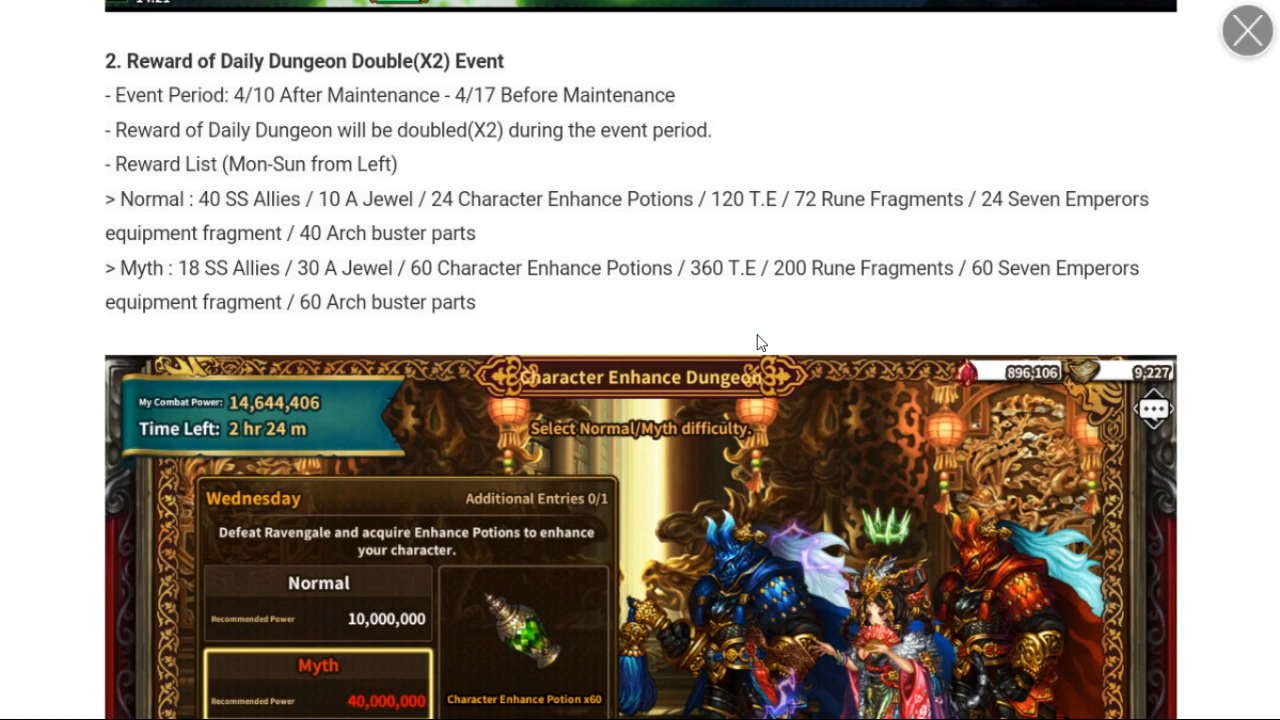 2. Reward of Daily Dungeon Double(X2) Event
- Event Period: 4/10 After Maintenance - 4/17 Before Maintenance
- Reward of Daily Dungeon will be doubled(X2) during the event period.
- Reward List (Mon-Sun from Left)
> Normal : 40 SS Allies / 10 A Jewel / 24 Character Enhance Potions / 120 T.E / 72 Rune Fragments / 24 Seven Emperors
equipment fragment / 40 Arch buster parts
> Myth : 18 SS Allies / 30 A Jewel / 60 Character Enhance Potions / 360 T.E / 200 Rune Fragments / 60 Seven Emperors
equipment fragment / 60 Arch buster parts
Character Enhance Dungeon
896,106
9,227
My Combat Power: 14,644,406
Time Left: 2 hr 24 m
Select Normal/Myth difficulty.
Wednesday
Additional Entries 0/1
Defeat Ravengale and acquire Enhance Potions to enhance
your character.
Normal
Recommended Power 10,000,000
Myth
Recommended Power 40,000,000
Character Enhance Potion x60